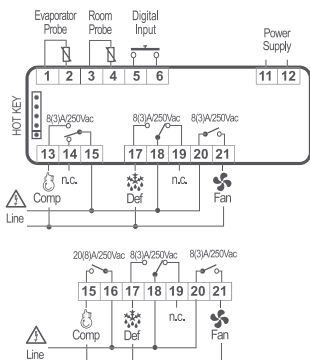 Evaporator Probe
Room Probe
Digital Input
Power Supply
1 2 3 4 5 6 11 12
HOT KEY
8(3)A/250Vac 8(3)A/250Vac 8(3)A/250Vac
13 14 15 17 18 19 20 21
Comp n.c. Def n.c. Fan
Line
20(8)A/250Vac 8(3)A/250Vac 8(3)A/250Vac
15 16 17 18 19 20 21
Comp Def n.c. Fan
Line